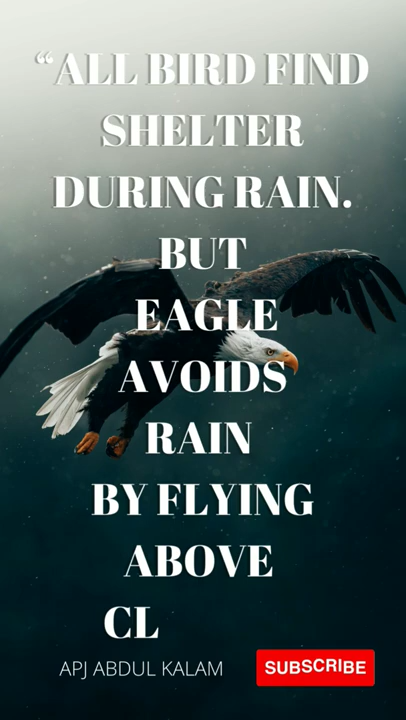 “ALL BIRD FIND
SHELTER
DURING RAIN.
BUT
EAGLE
AVOIDS
RAIN
BY FLYING
ABOVE
CL
APJ ABDUL KALAM
SUBSCRIBE